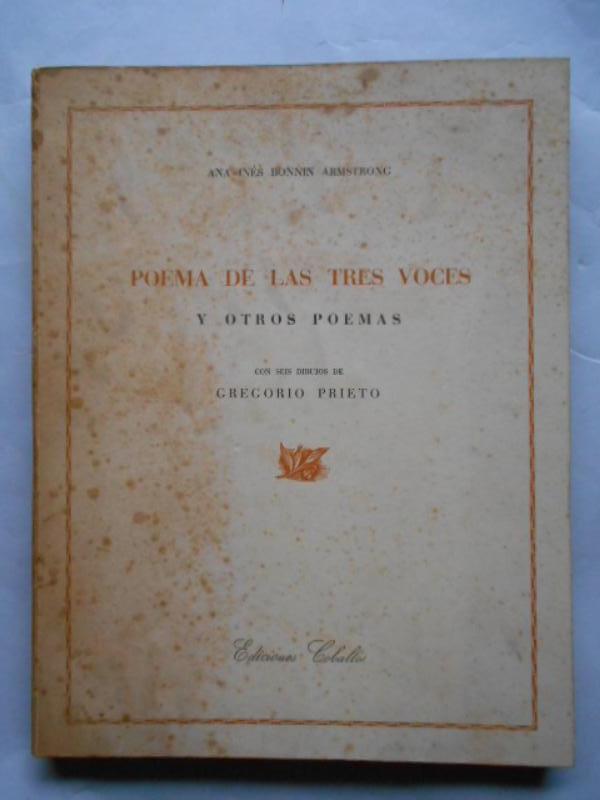 ANA-INÉS BONNIN ARMSTRONG
POEMA DE LAS TRES VOCES
Y OTROS POEMAS
CON SEIS DIBUJOS DE
GREGORIO PRIETO
Ediciones Cobalto